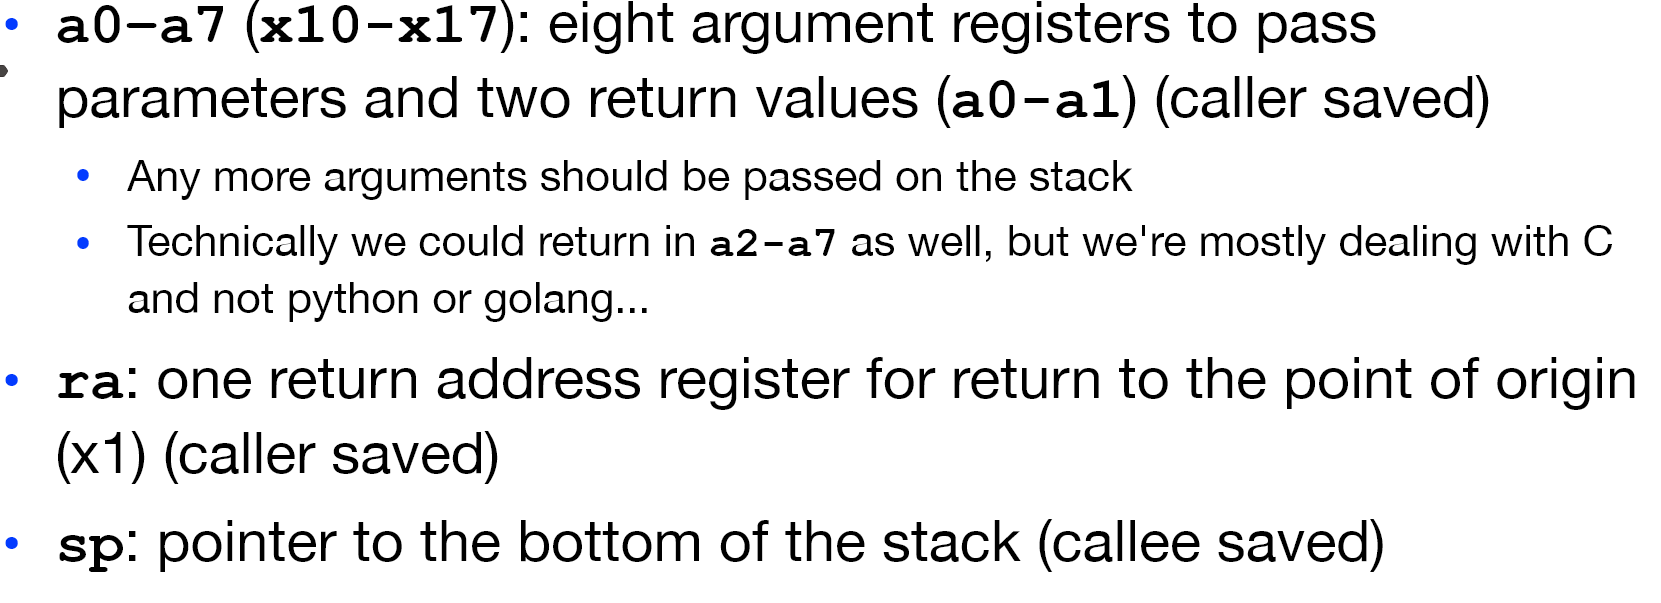 • a0–a7 (x10-x17): eight argument registers to pass
parameters and two return values (a0-a1) (caller saved)
• Any more arguments should be passed on the stack
• Technically we could return in a2-a7 as well, but we're mostly dealing with C
and not python or golang...
• ra: one return address register for return to the point of origin
(x1) (caller saved)
• sp: pointer to the bottom of the stack (callee saved)